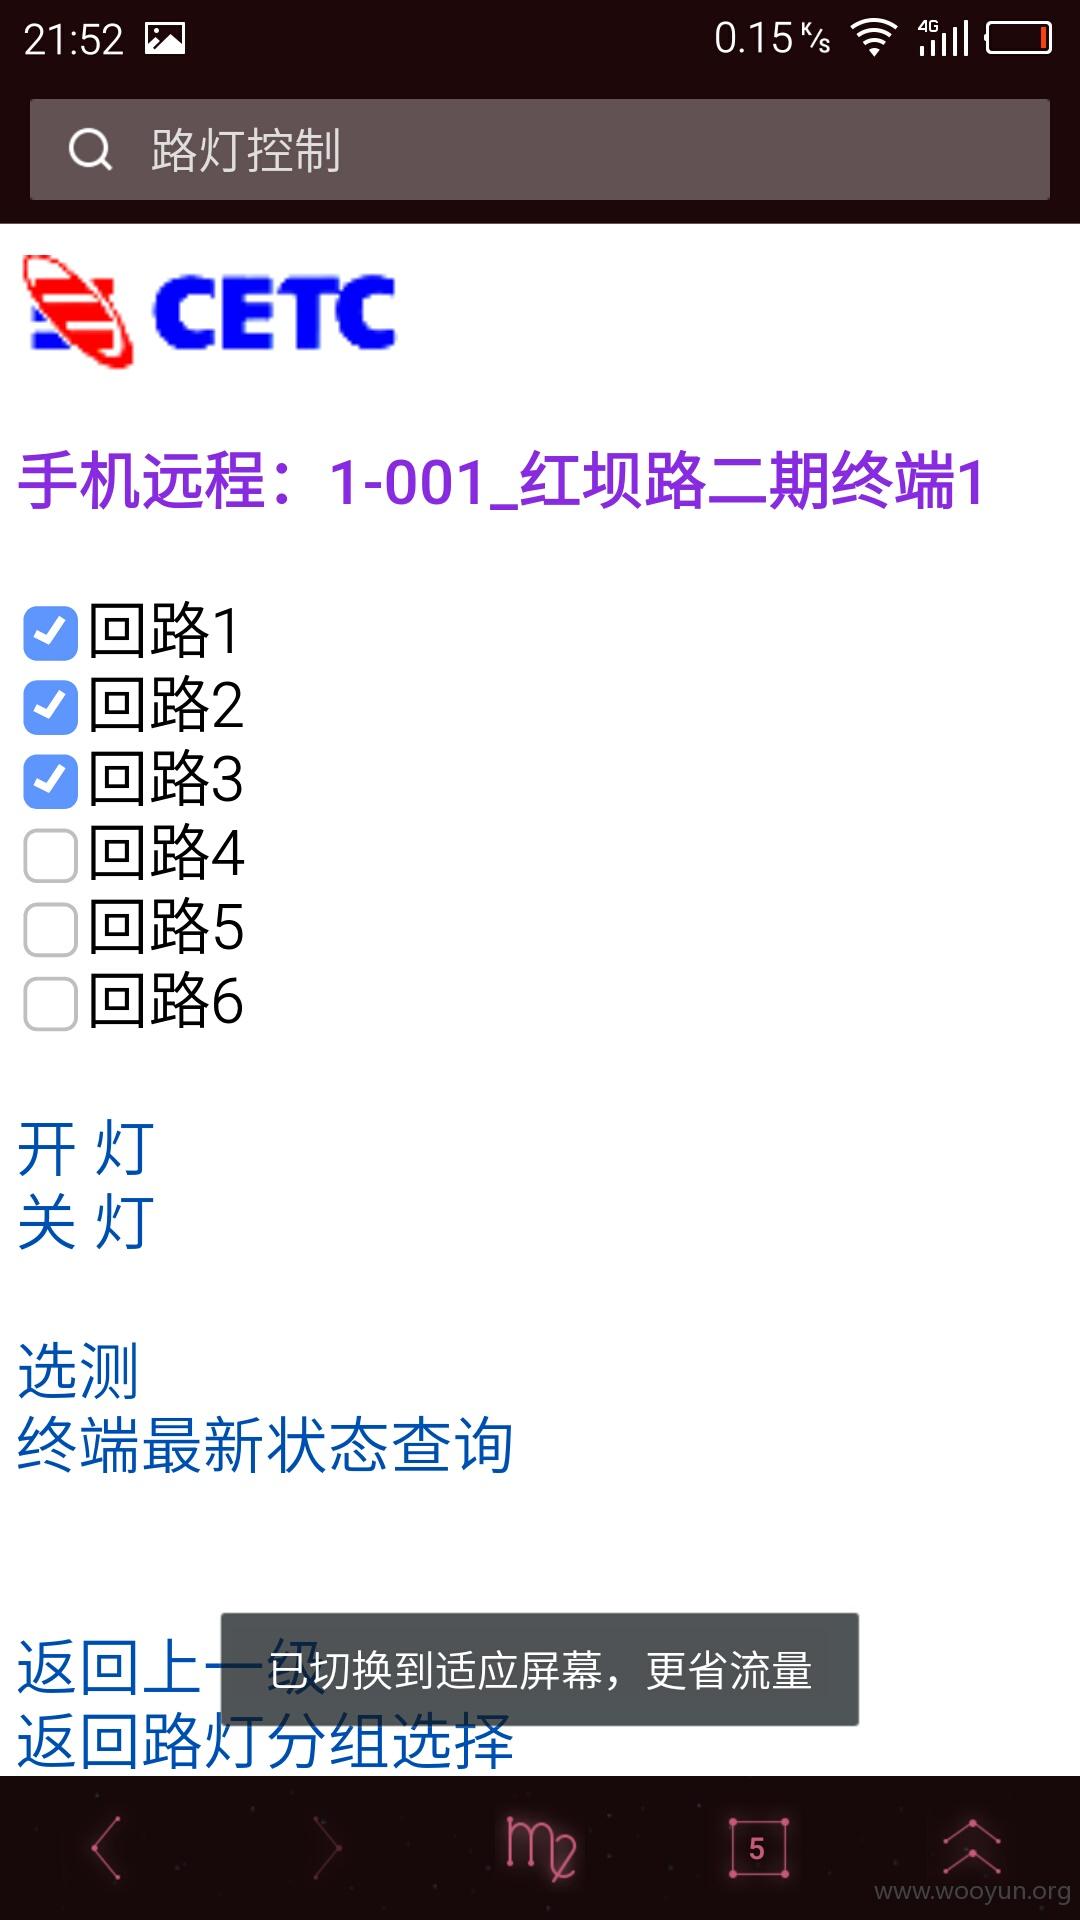 21:52
0.15 K/s 4G
路灯控制
CETC
手机远程：1-001_红坝路二期终端1
回路1
回路2
回路3
回路4
回路5
回路6
开 灯
关 灯
选测
终端最新状态查询
返回上一级
已切换到适应屏幕，更省流量
返回路灯分组选择
5
www.wooyun.org